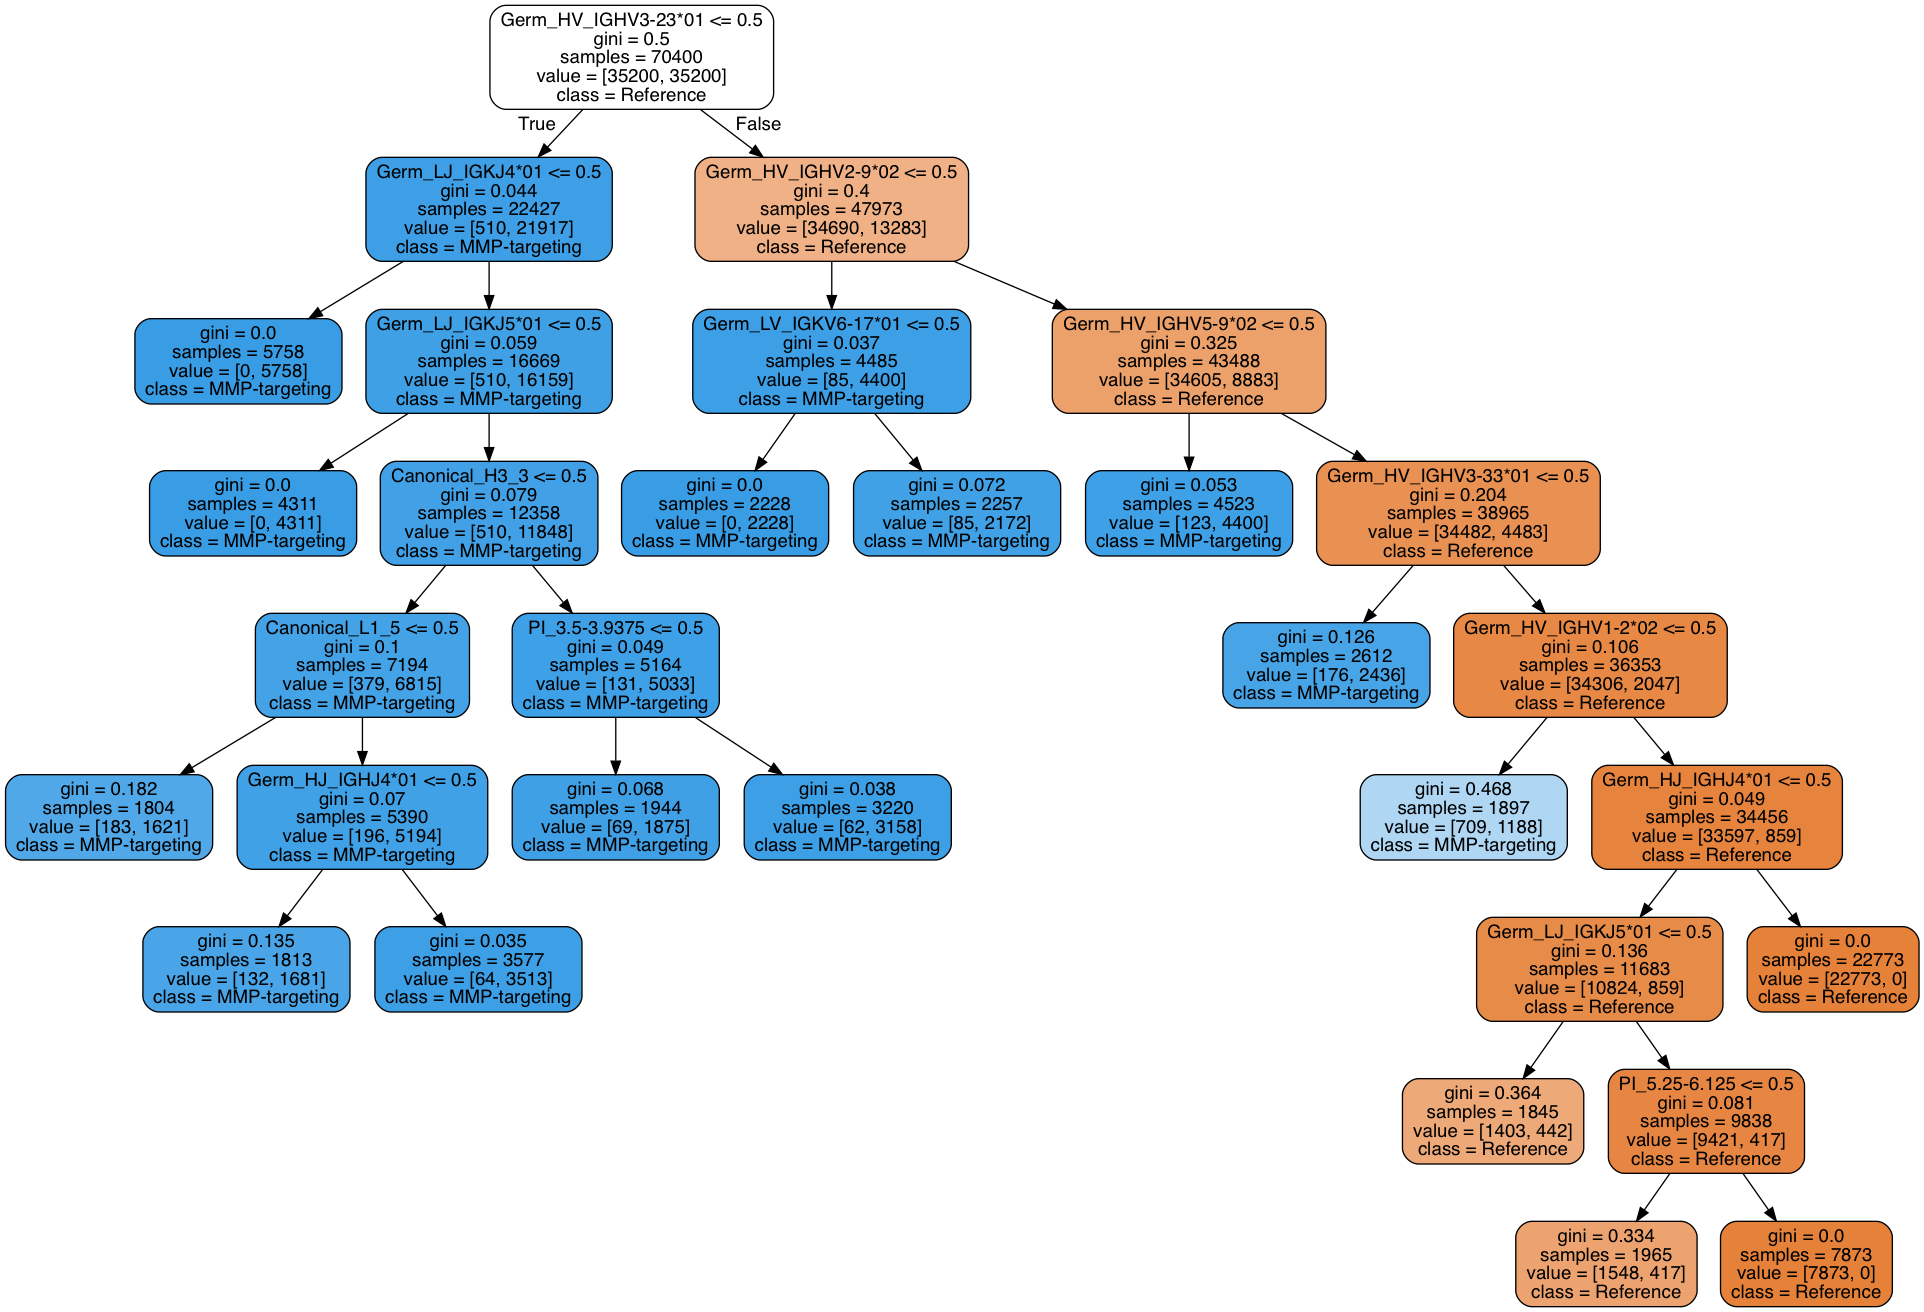 Germ_HV_IGHV3-23*01 <= 0.5
gini = 0.5
samples = 70400
value = [35200, 35200]
class = Reference
True
False
Germ_LJ_IGKJ4*01 <= 0.5
gini = 0.044
samples = 22427
value = [510, 21917]
class = MMP-targeting
Germ_HV_IGHV2-9*02 <= 0.5
gini = 0.4
samples = 47973
value = [34690, 13283]
class = Reference
gini = 0.0
samples = 5758
value = [0, 5758]
class = MMP-targeting
Germ_LJ_IGKJ5*01 <= 0.5
gini = 0.059
samples = 16669
value = [510, 16159]
class = MMP-targeting
Germ_LV_IGKV6-17*01 <= 0.5
gini = 0.037
samples = 4485
value = [85, 4400]
class = MMP-targeting
Germ_HV_IGHV5-9*02 <= 0.5
gini = 0.325
samples = 43488
value = [34605, 8883]
class = Reference
gini = 0.0
samples = 4311
value = [0, 4311]
class = MMP-targeting
Canonical_H3_3 <= 0.5
gini = 0.079
samples = 12358
value = [510, 11848]
class = MMP-targeting
gini = 0.0
samples = 2228
value = [0, 2228]
class = MMP-targeting
gini = 0.072
samples = 2257
value = [85, 2172]
class = MMP-targeting
gini = 0.053
samples = 4523
value = [123, 4400]
class = MMP-targeting
Germ_HV_IGHV3-33*01 <= 0.5
gini = 0.204
samples = 38965
value = [34482, 4483]
class = Reference
Canonical_L1_5 <= 0.5
gini = 0.1
samples = 7194
value = [379, 6815]
class = MMP-targeting
PI_3.5-3.9375 <= 0.5
gini = 0.049
samples = 5164
value = [131, 5033]
class = MMP-targeting
gini = 0.126
samples = 2612
value = [176, 2436]
class = MMP-targeting
Germ_HV_IGHV1-2*02 <= 0.5
gini = 0.106
samples = 36353
value = [34306, 2047]
class = Reference
gini = 0.182
samples = 1804
value = [183, 1621]
class = MMP-targeting
Germ_HJ_IGHJ4*01 <= 0.5
gini = 0.07
samples = 5390
value = [196, 5194]
class = MMP-targeting
gini = 0.068
samples = 1944
value = [69, 1875]
class = MMP-targeting
gini = 0.038
samples = 3220
value = [62, 3158]
class = MMP-targeting
gini = 0.468
samples = 1897
value = [709, 1188]
class = MMP-targeting
Germ_HJ_IGHJ4*01 <= 0.5
gini = 0.049
samples = 34456
value = [33597, 859]
class = Reference
gini = 0.135
samples = 1813
value = [132, 1681]
class = MMP-targeting
gini = 0.035
samples = 3577
value = [64, 3513]
class = MMP-targeting
Germ_LJ_IGKJ5*01 <= 0.5
gini = 0.136
samples = 11683
value = [10824, 859]
class = Reference
gini = 0.0
samples = 22773
value = [22773, 0]
class = Reference
gini = 0.364
samples = 1845
value = [1403, 442]
class = Reference
PI_5.25-6.125 <= 0.5
gini = 0.081
samples = 9838
value = [9421, 417]
class = Reference
gini = 0.334
samples = 1965
value = [1548, 417]
class = Reference
gini = 0.0
samples = 7873
value = [7873, 0]
class = Reference